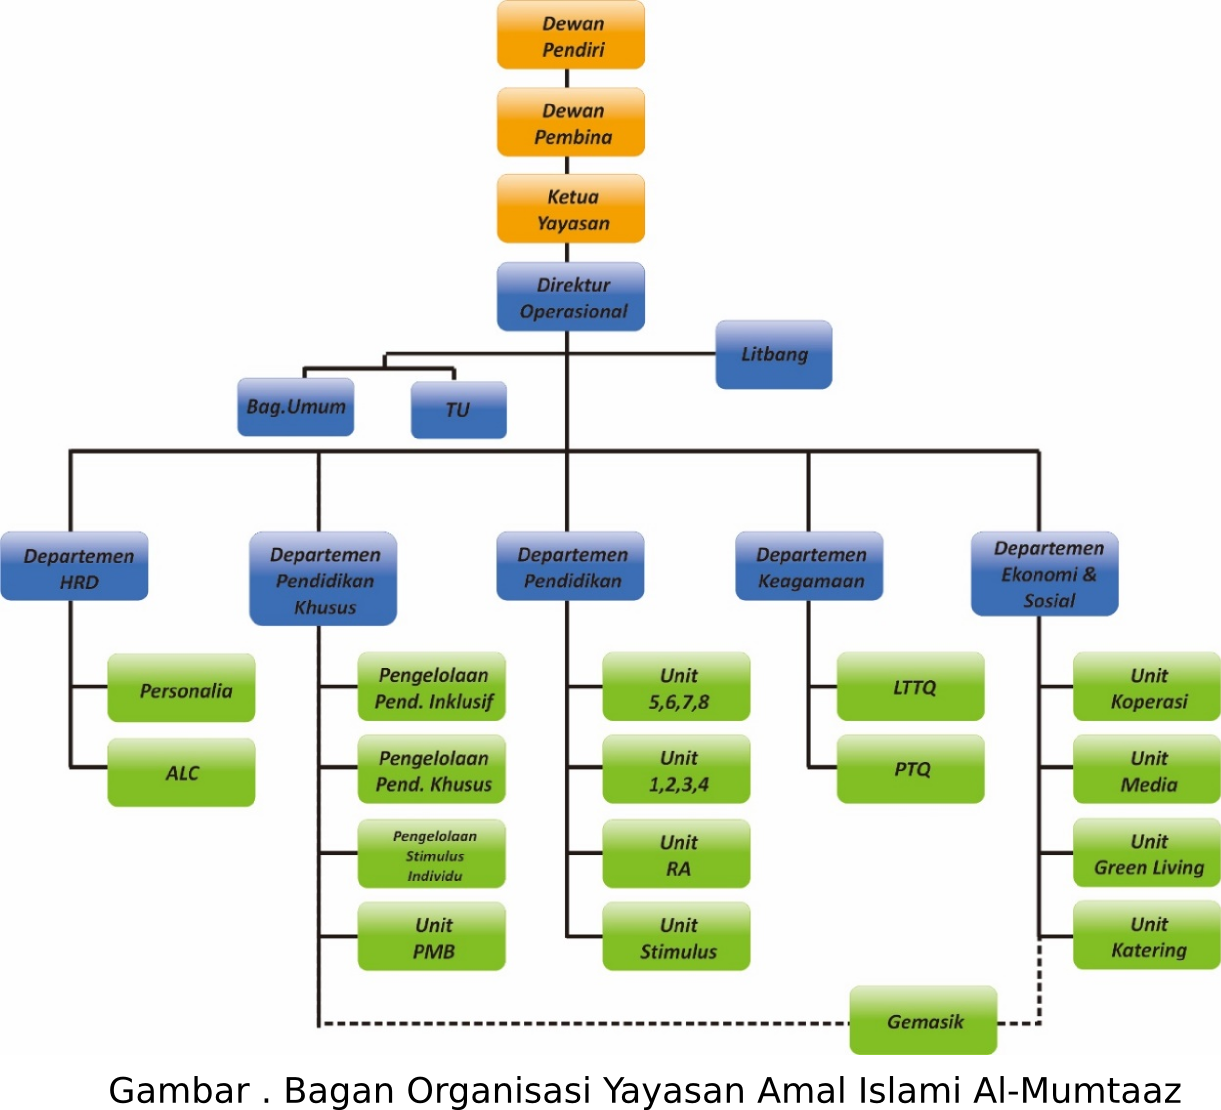 Dewan
Pendiri
Dewan
Pembina
Ketua
Yayasan
Direktur
Operasional
Litbang
Bag.Umum
TU
Departemen
HRD
Departemen
Pendidikan
Khusus
Departemen
Pendidikan
Departemen
Keagamaan
Departemen
Ekonomi &
Sosial
Personalia
ALC
Pengelolaan
Pend. Inklusif
Pengelolaan
Pend. Khusus
Pengelolaan
Stimulus
Individu
Unit
PMB
Unit
5,6,7,8
Unit
1,2,3,4
Unit
RA
Unit
Stimulus
LTTQ
PTQ
Unit
Koperasi
Unit
Media
Unit
Green Living
Unit
Katering
Gemasik
Gambar . Bagan Organisasi Yayasan Amal Islami Al-Mumtaaz